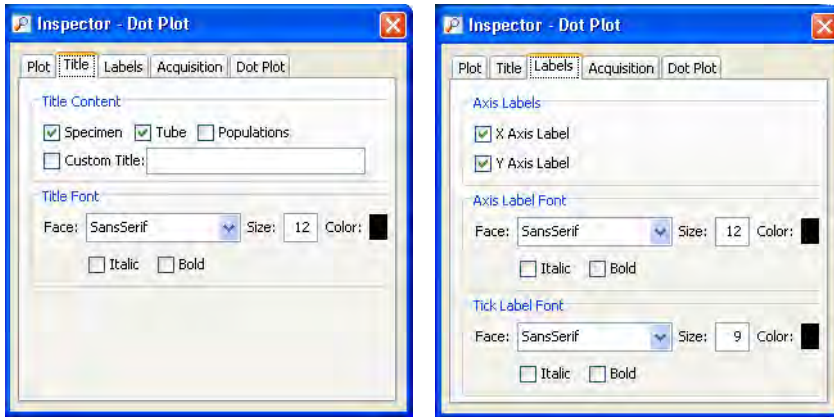 Inspector - Dot Plot
Plot Title Labels Acquisition Dot Plot
Title Content
Specimen Tube Populations
Custom Title:
Title Font
Face: SansSerif Size: 12 Color:
Italic Bold
Inspector - Dot Plot
Plot Title Labels Acquisition Dot Plot
Axis Labels
X Axis Label
Y Axis Label
Axis Label Font
Face: SansSerif Size: 12 Color:
Italic Bold
Tick Label Font
Face: SansSerif Size: 9 Color:
Italic Bold